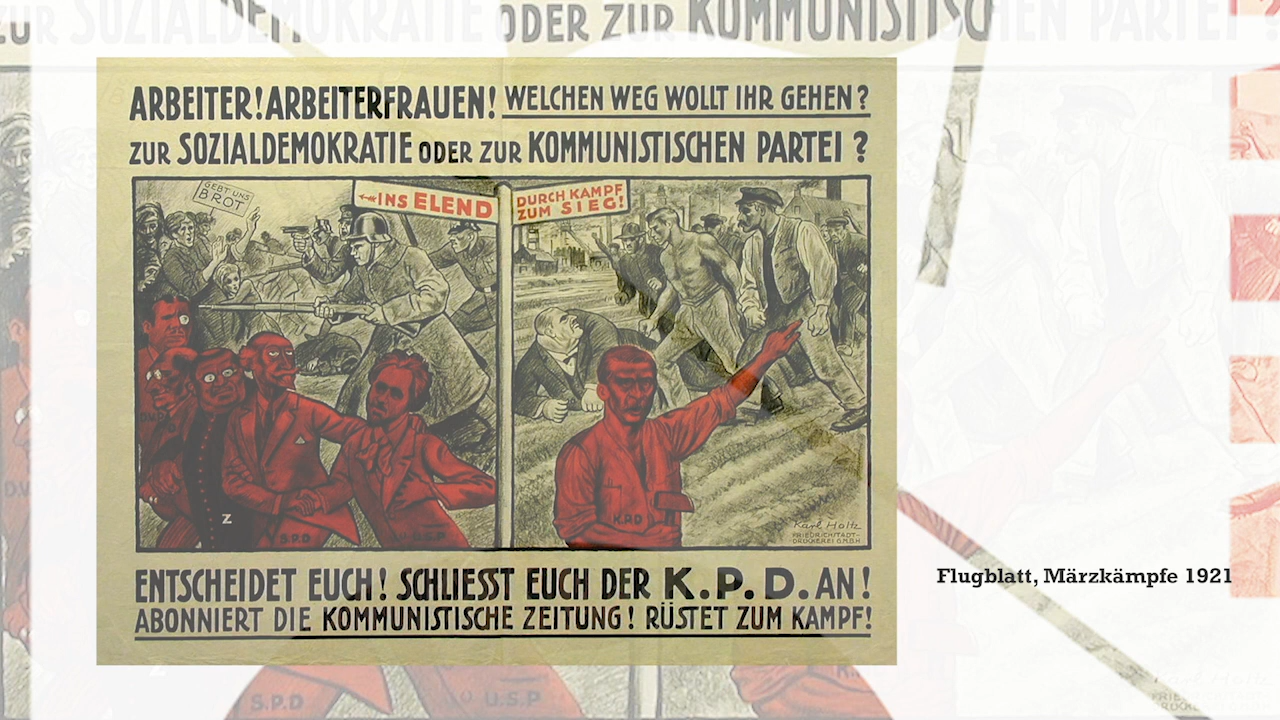 ZUR SOZIALDEMOKRATIE ODER ZUR KOMMUNISTISCHEN PARTEI ?
ARBEITER! ARBEITERFRAUEN! WELCHEN WEG WOLLT IHR GEHEN?
ZUR SOZIALDEMOKRATIE ODER ZUR KOMMUNISTISCHEN PARTEI ?
GEBT UNS
BROT
INS ELEND
DURCH KAMPF
ZUM SIEG!
Z
S.P.D
U.S.P
K.P.D
Karl Holtz
FRIEDRICHSTADT-
DRUCKEREI G.M.B.H
ENTSCHEIDET EUCH! SCHLIESST EUCH DER K.P.D. AN!
ABONNIERT DIE KOMMUNISTISCHE ZEITUNG! RÜSTET ZUM KAMPF!
Flugblatt, Märzkämpfe 1921
S.P.D
U.S.P